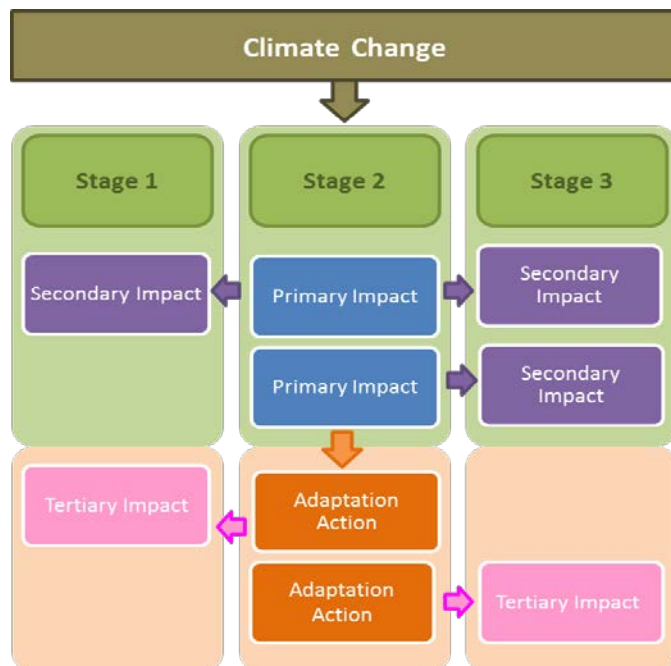 Climate Change
Stage 1
Stage 2
Stage 3
Secondary Impact
Primary Impact
Secondary
Impact
Primary Impact
Secondary
Impact
Tertiary Impact
Adaptation
Action
Adaptation
Action
Tertiary Impact